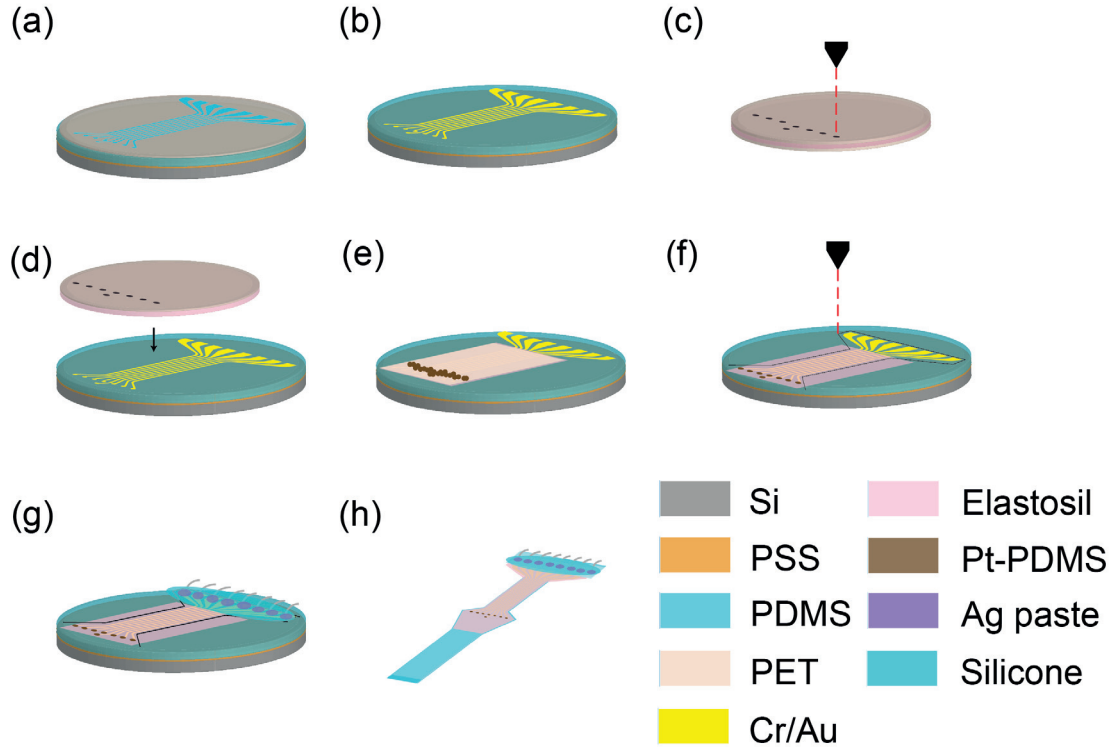 (a)
(b)
(c)
(d)
(e)
(f)
(g)
(h)
Si
PSS
PDMS
PET
Cr/Au
Elastosil
Pt-PDMS
Ag paste
Silicone